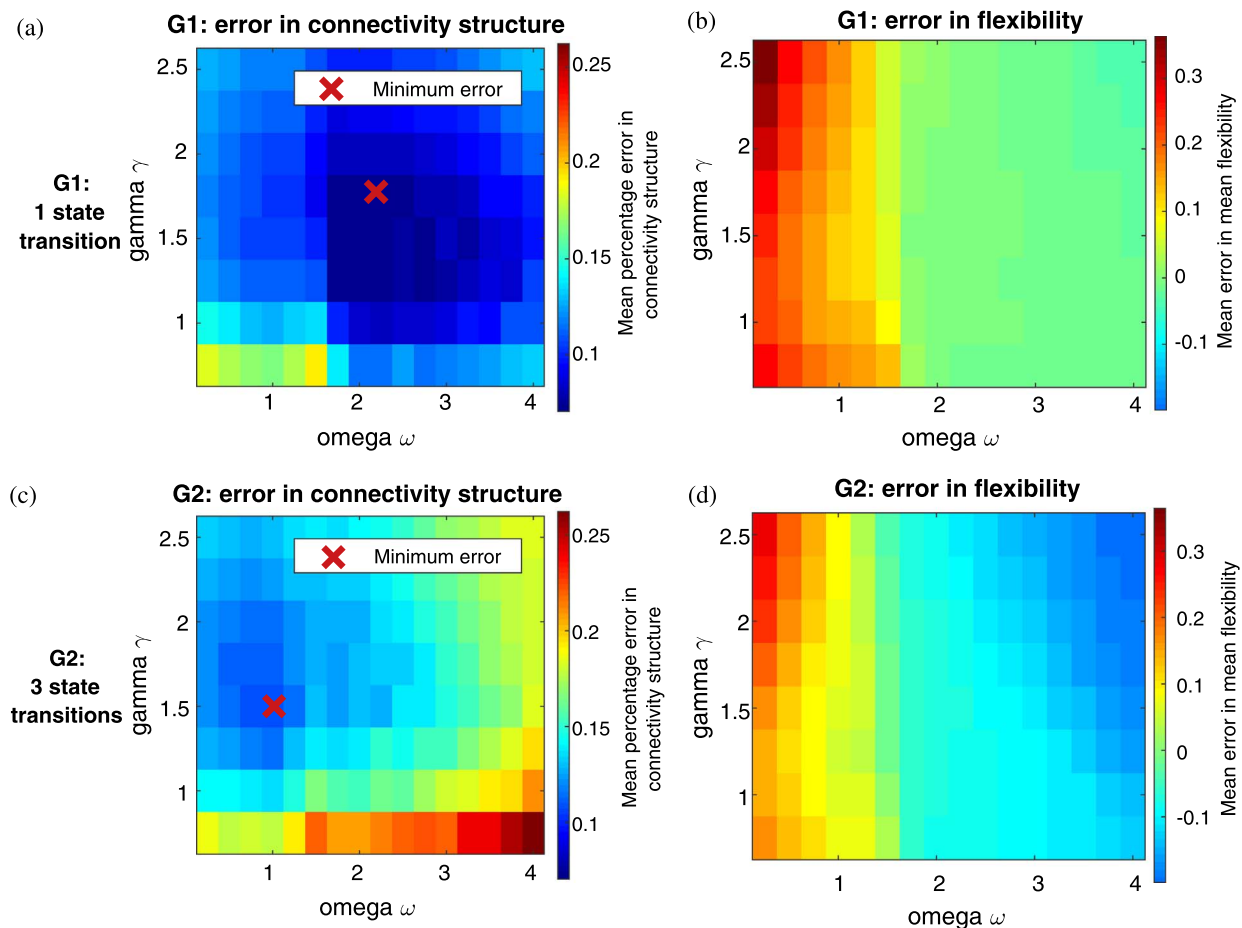 (a)
G1: error in connectivity structure
G1:
1 state
transition
gamma γ
2.5
2
1.5
1
Minimum error
1
2
3
4
omega ω
0.25
0.2
0.15
0.1
Mean percentage error in
connectivity structure
(b)
G1: error in flexibility
gamma γ
2.5
2
1.5
1
1
2
3
4
omega ω
0.3
0.2
0.1
0
-0.1
Mean error in mean flexibility
(c)
G2: error in connectivity structure
G2:
3 state
transitions
gamma γ
2.5
2
1.5
1
Minimum error
1
2
3
4
omega ω
0.25
0.2
0.15
0.1
Mean percentage error in
connectivity structure
(d)
G2: error in flexibility
gamma γ
2.5
2
1.5
1
1
2
3
4
omega ω
0.3
0.2
0.1
0
-0.1
Mean error in mean flexibility